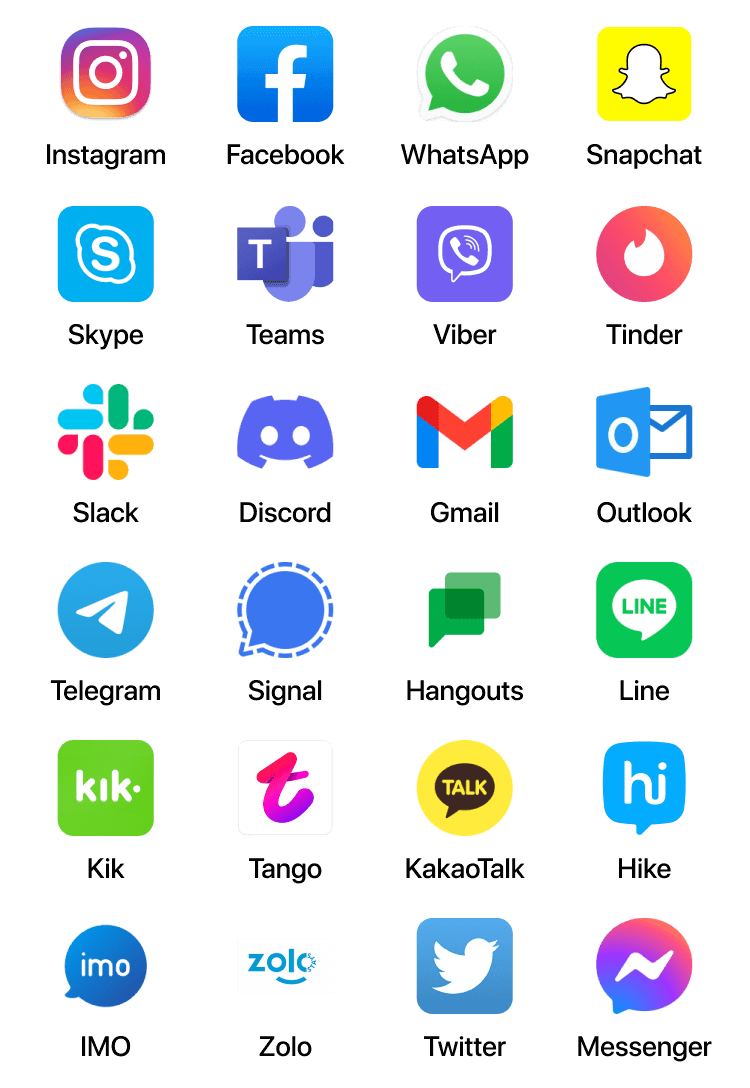 Instagram Facebook WhatsApp Snapchat
S T
Skype Teams Viber Tinder
O
Slack Discord Gmail Outlook
LINE
Telegram Signal Hangouts Line
kik. t TALK hi
Kik Tango KakaoTalk Hike
imo zolo
IMO Zolo Twitter Messenger